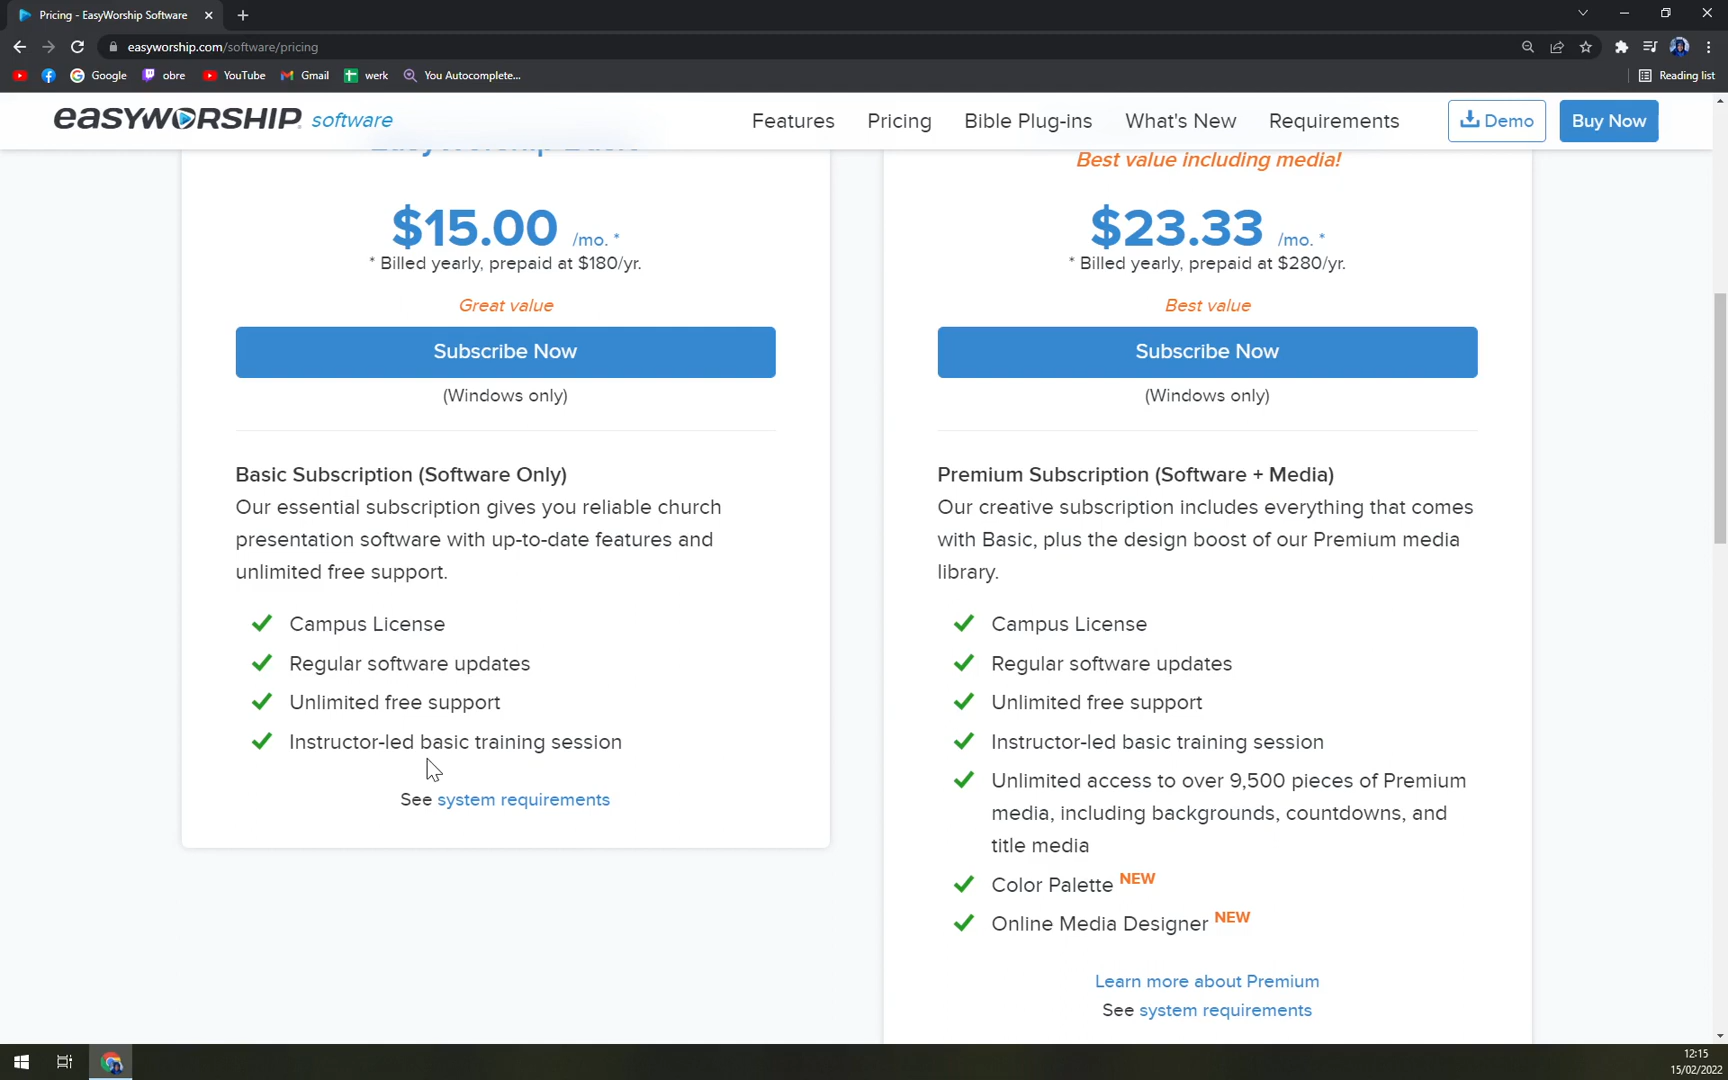 Pricing - EasyWorship Software
easyworship.com/software/pricing
Google
obre
YouTube
Gmail
werk
You Autocomplete...
Reading list
easyworship software
Features
Pricing
Bible Plug-ins
What's New
Requirements
Demo
Buy Now
EasyWorship Basic
$15.00 /mo. *
* Billed yearly, prepaid at $180/yr.
Great value
Subscribe Now
(Windows only)
Basic Subscription (Software Only)
Our essential subscription gives you reliable church
presentation software with up-to-date features and
unlimited free support.
Campus License
Regular software updates
Unlimited free support
Instructor-led basic training session
See system requirements
Best value including media!
$23.33 /mo. *
* Billed yearly, prepaid at $280/yr.
Best value
Subscribe Now
(Windows only)
Premium Subscription (Software + Media)
Our creative subscription includes everything that comes
with Basic, plus the design boost of our Premium media
library.
Campus License
Regular software updates
Unlimited free support
Instructor-led basic training session
Unlimited access to over 9,500 pieces of Premium
media, including backgrounds, countdowns, and
title media
Color Palette NEW
Online Media Designer NEW
Learn more about Premium
See system requirements
12:15
15/02/2022